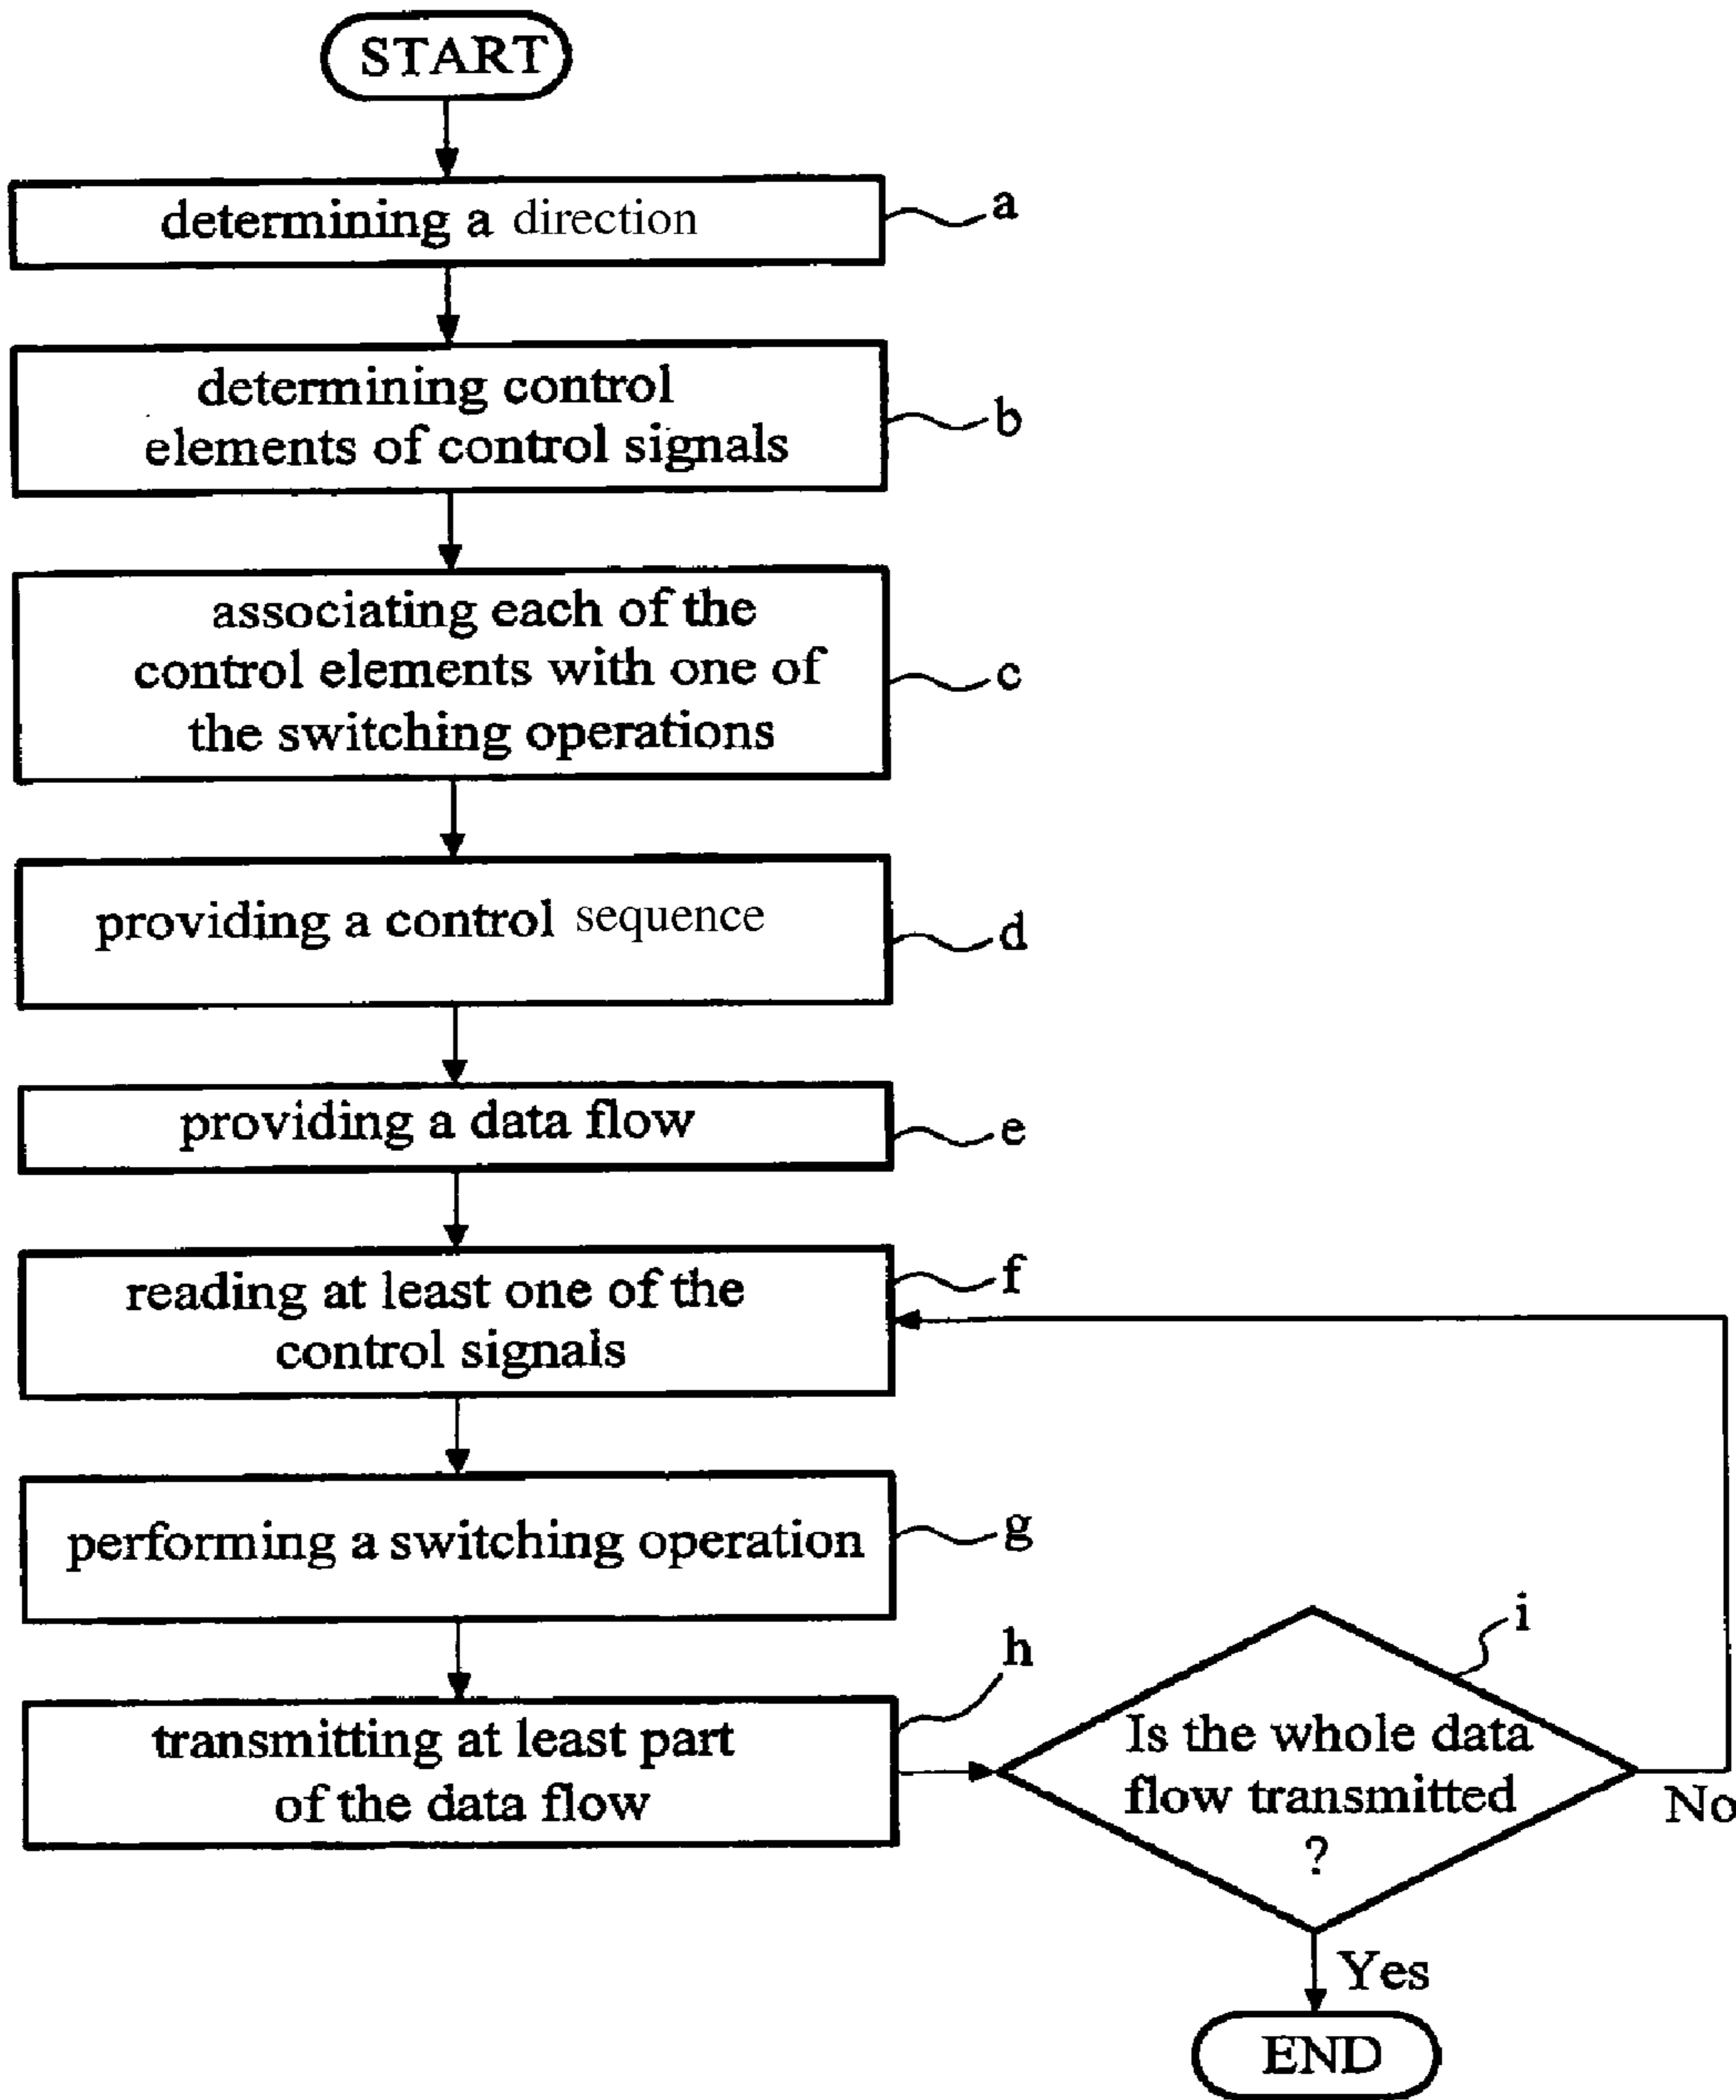 START
determining a direction
a
determining control
elements of control signals
b
associating each of the
control elements with one of
the switching operations
c
providing a control sequence
d
providing a data flow
e
reading at least one of the
control signals
f
performing a switching operation
g
transmitting at least part
of the data flow
h
Is the whole data
flow transmitted
?
i
No
Yes
END